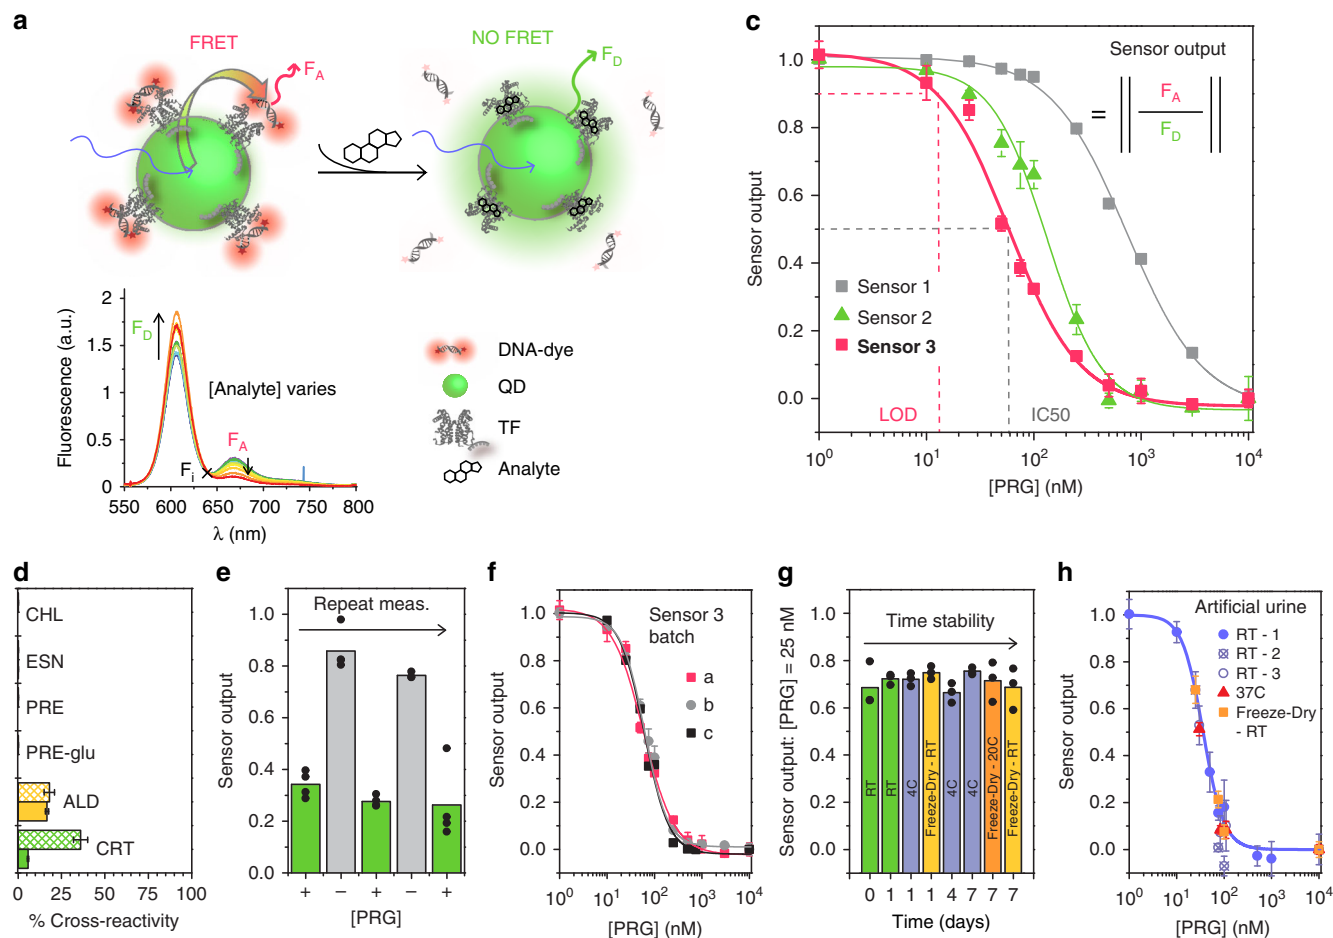 a
FRET
F_A
NO FRET
F_D
Fluorescence (a.u.)
2
1.5
1
0.5
0
F_D
[Analyte] varies
F_A
F_i
550
600
650
700
750
800
λ (nm)
DNA-dye
QD
TF
Analyte
c
Sensor output
1.0
0.8
0.6
0.4
0.2
0.0
Sensor output
=
F_A
F_D
Sensor 1
Sensor 2
Sensor 3
LOD
IC50
10^0
10^1
10^2
10^3
10^4
[PRG] (nM)
d
CHL
ESN
PRE
PRE-glu
ALD
CRT
0
25
50
75
100
% Cross-reactivity
e
Sensor output
1.0
0.8
0.6
0.4
0.2
0.0
Repeat meas.
+
−
+
−
+
[PRG]
f
Sensor output
1.0
0.8
0.6
0.4
0.2
0.0
Sensor 3
batch
a
b
c
10^0
10^2
10^3
10^4
[PRG] (nM)
g
Sensor output: [PRG] = 25 nM
1.0
0.8
0.6
0.4
0.2
0.0
Time stability
RT
RT
4C
Freeze-Dry - RT
4C
4C
Freeze-Dry - 20C
Freeze-Dry - RT
0
1
1
1
4
7
7
7
Time (days)
h
Sensor output
1.0
0.8
0.6
0.4
0.2
0.0
Artificial urine
RT - 1
RT - 2
RT - 3
37C
Freeze-Dry
- RT
10^0
10^1
10^2
10^3
10^4
[PRG] (nM)